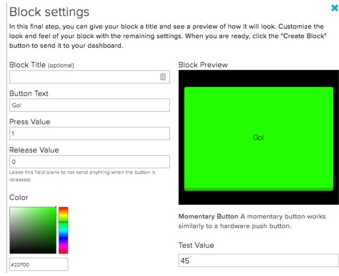 Block settings
In this final step, you can give your block a title and see a preview of how it will look. Customize the
look and feel of your block with the remaining settings. When you are ready, click the "Create Block"
button to send it to your dashboard.
Block Title (optional)
Button Text
Go!
Press Value
1
Release Value
0
Leave this field blank to not send anything when the button is
released.
Color
#22ff00
Block Preview
Go!
Momentary Button A momentary button works
similarly to a hardware push button.
Test Value
45